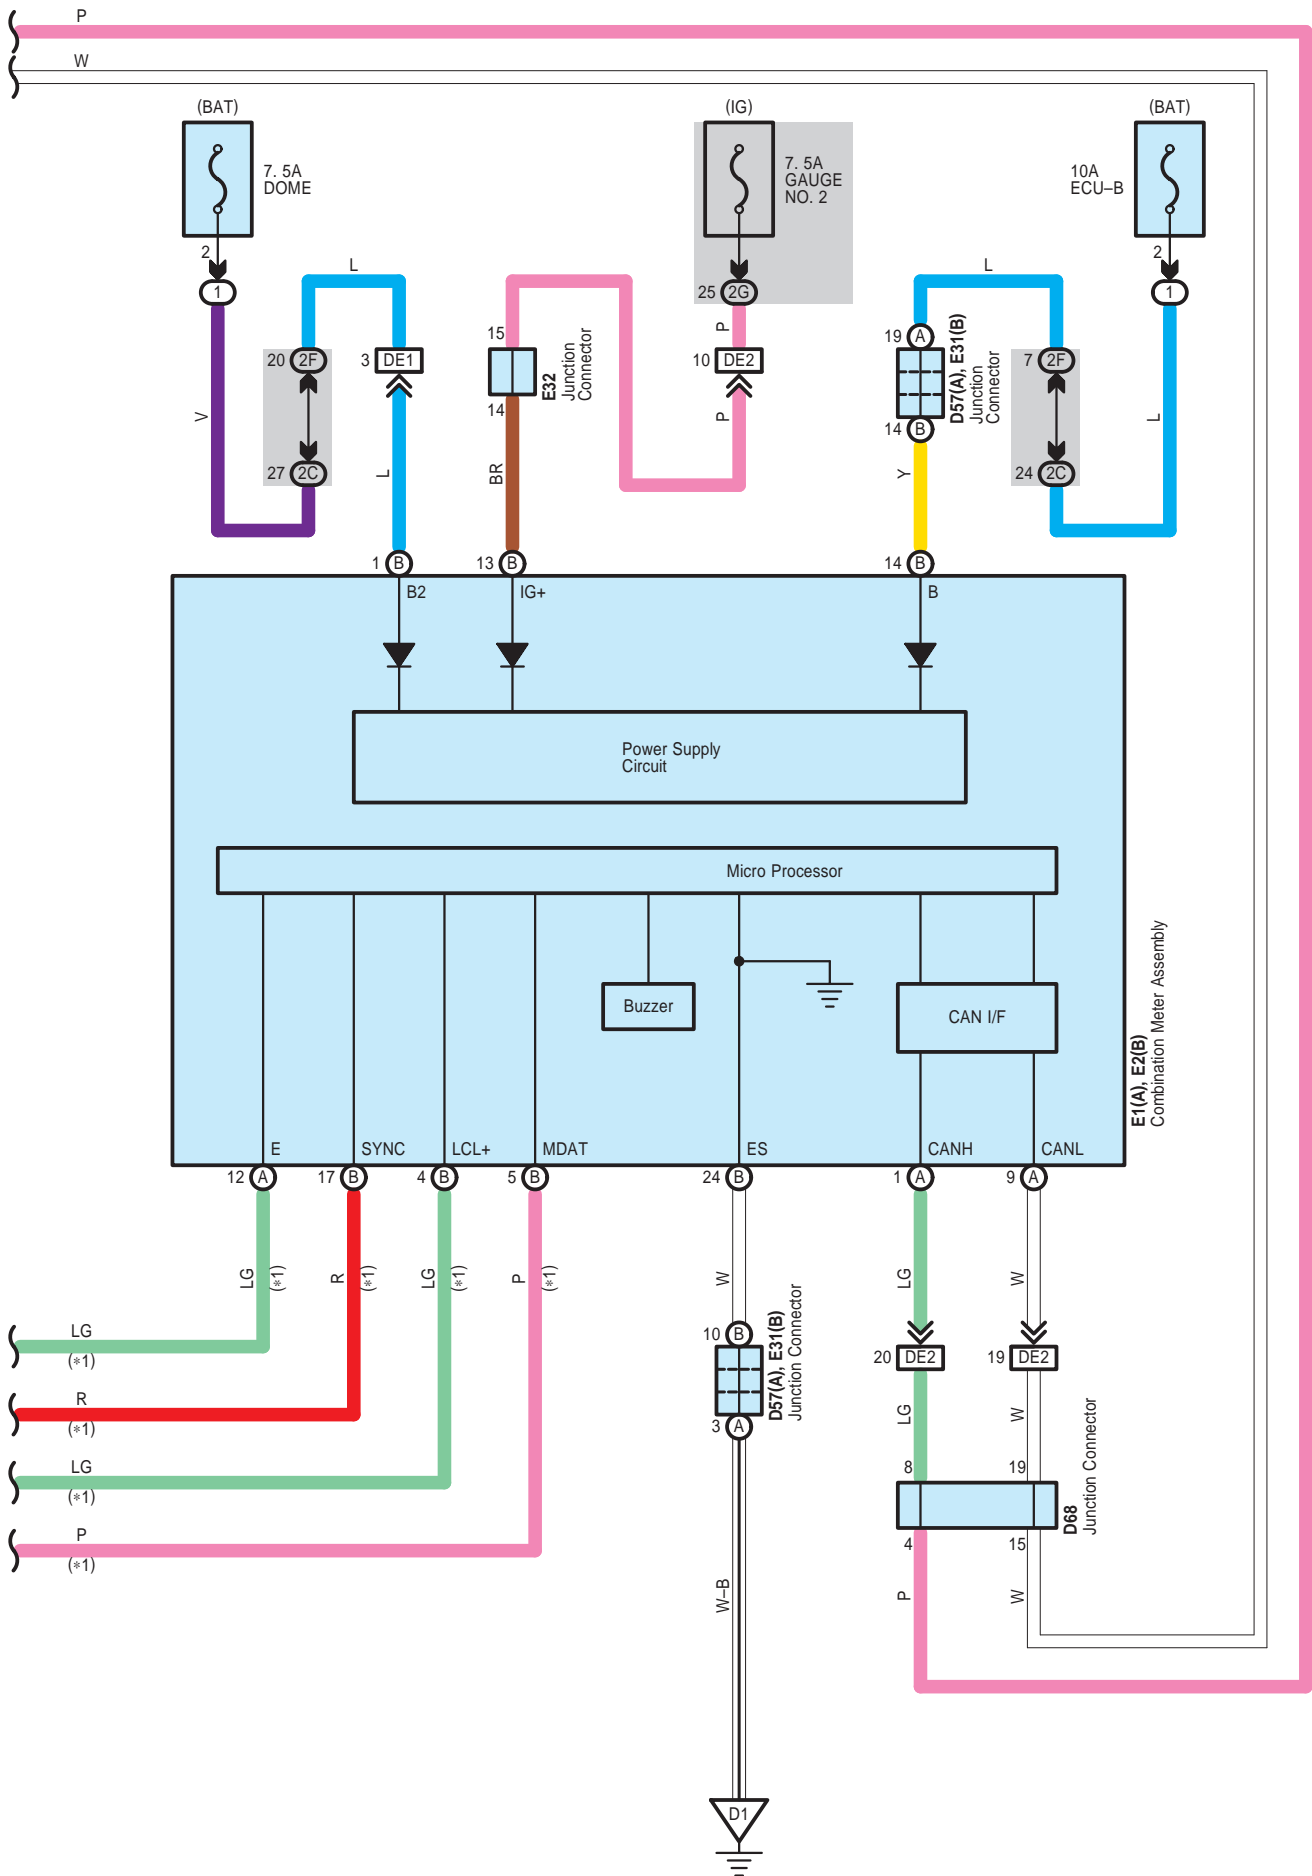 P
W
(BAT)
(IG)
(BAT)
7. 5A
DOME
7. 5A
GAUGE
NO. 2
10A
ECU–B
2
2
1
L
25 2G
L
1
15
E32
Junction
Connector
P
19 A
D57(A), E31(B)
Junction
Connector
20 2F
3 DE1
10 DE2
7 2F
V
14
P
14 B
L
27 2C
L
BR
Y
24 2C
1 B
13 B
14 B
B2
IG+
B
Power Supply
Circuit
Micro Processor
Buzzer
CAN I/F
E1(A), E2(B)
Combination Meter Assembly
E
SYNC
LCL+
MDAT
ES
CANH
CANL
12 A
17 B
4 B
5 B
24 B
1 A
9 A
LG
(*1)
R
(*1)
LG
(*1)
P
(*1)
W
LG
W
10 B
D57(A), E31(B)
Junction Connector
LG
(*1)
20 DE2
19 DE2
R
(*1)
3 A
LG
W
LG
(*1)
8
19
D68
Junction Connector
P
(*1)
4
15
W–B
P
W
D1